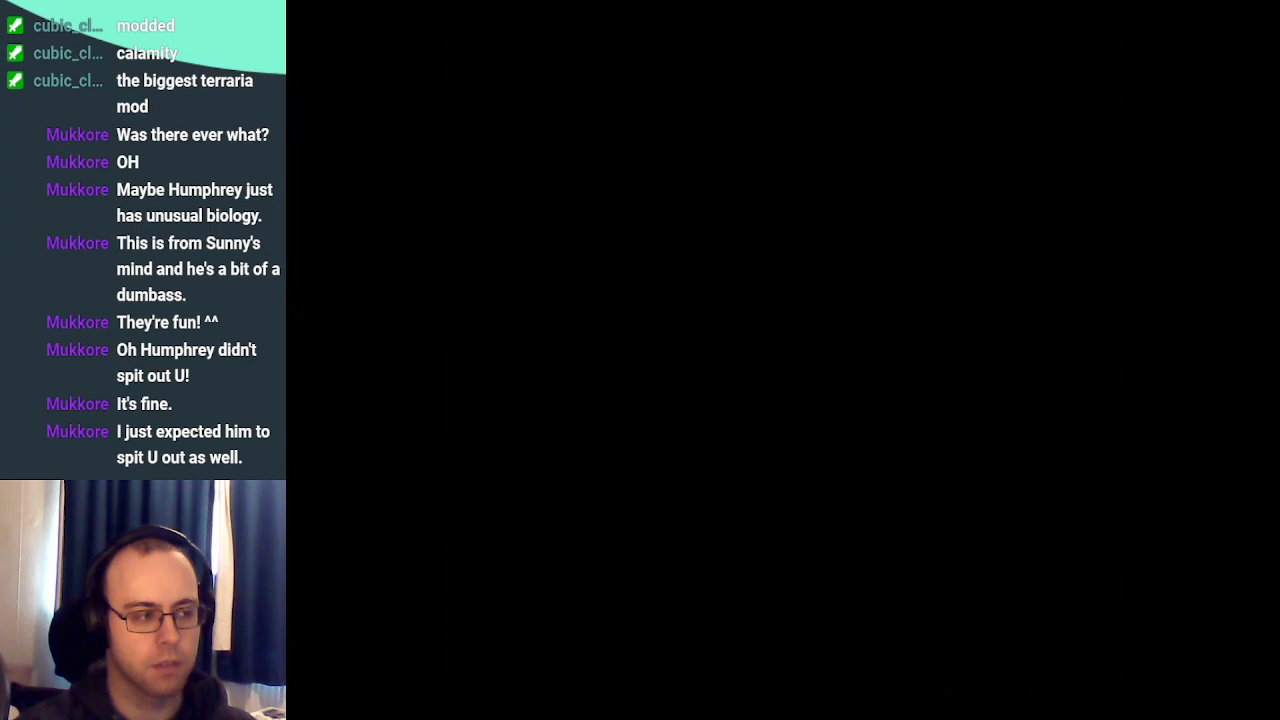 cubic_cl... modded
cubic_cl... calamity
cubic_cl... the biggest terraria
mod
Mukkore Was there ever what?
Mukkore OH
Mukkore Maybe Humphrey just
has unusual biology.
Mukkore This is from Sunny's
mind and he's a bit of a
dumbass.
Mukkore They're fun! ^^
Mukkore Oh Humphrey didn't
spit out U!
Mukkore It's fine.
Mukkore I just expected him to
spit U out as well.